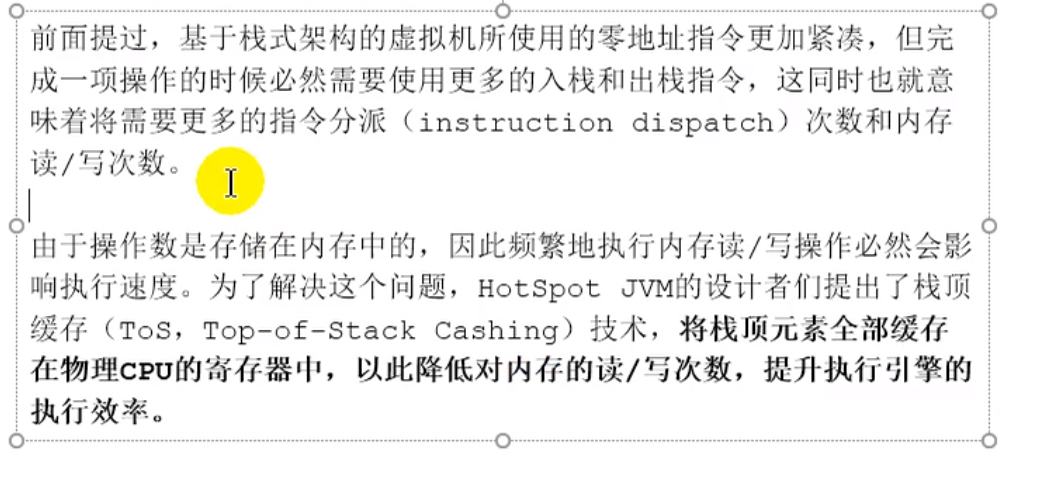 前面提过，基于栈式架构的虚拟机所使用的零地址指令更加紧凑，但完
成一项操作的时候必然需要使用更多的入栈和出栈指令，这同时也就意
味着将需要更多的指令分派（instruction dispatch）次数和内存
读/写次数。
由于操作数是存储在内存中的，因此频繁地执行内存读/写操作必然会影
响执行速度。为了解决这个问题，HotSpot JVM的设计者们提出了栈顶
缓存（ToS，Top-of-Stack Cashing）技术，将栈顶元素全部缓存
在物理CPU的寄存器中，以此降低对内存的读/写次数，提升执行引擎的
执行效率。